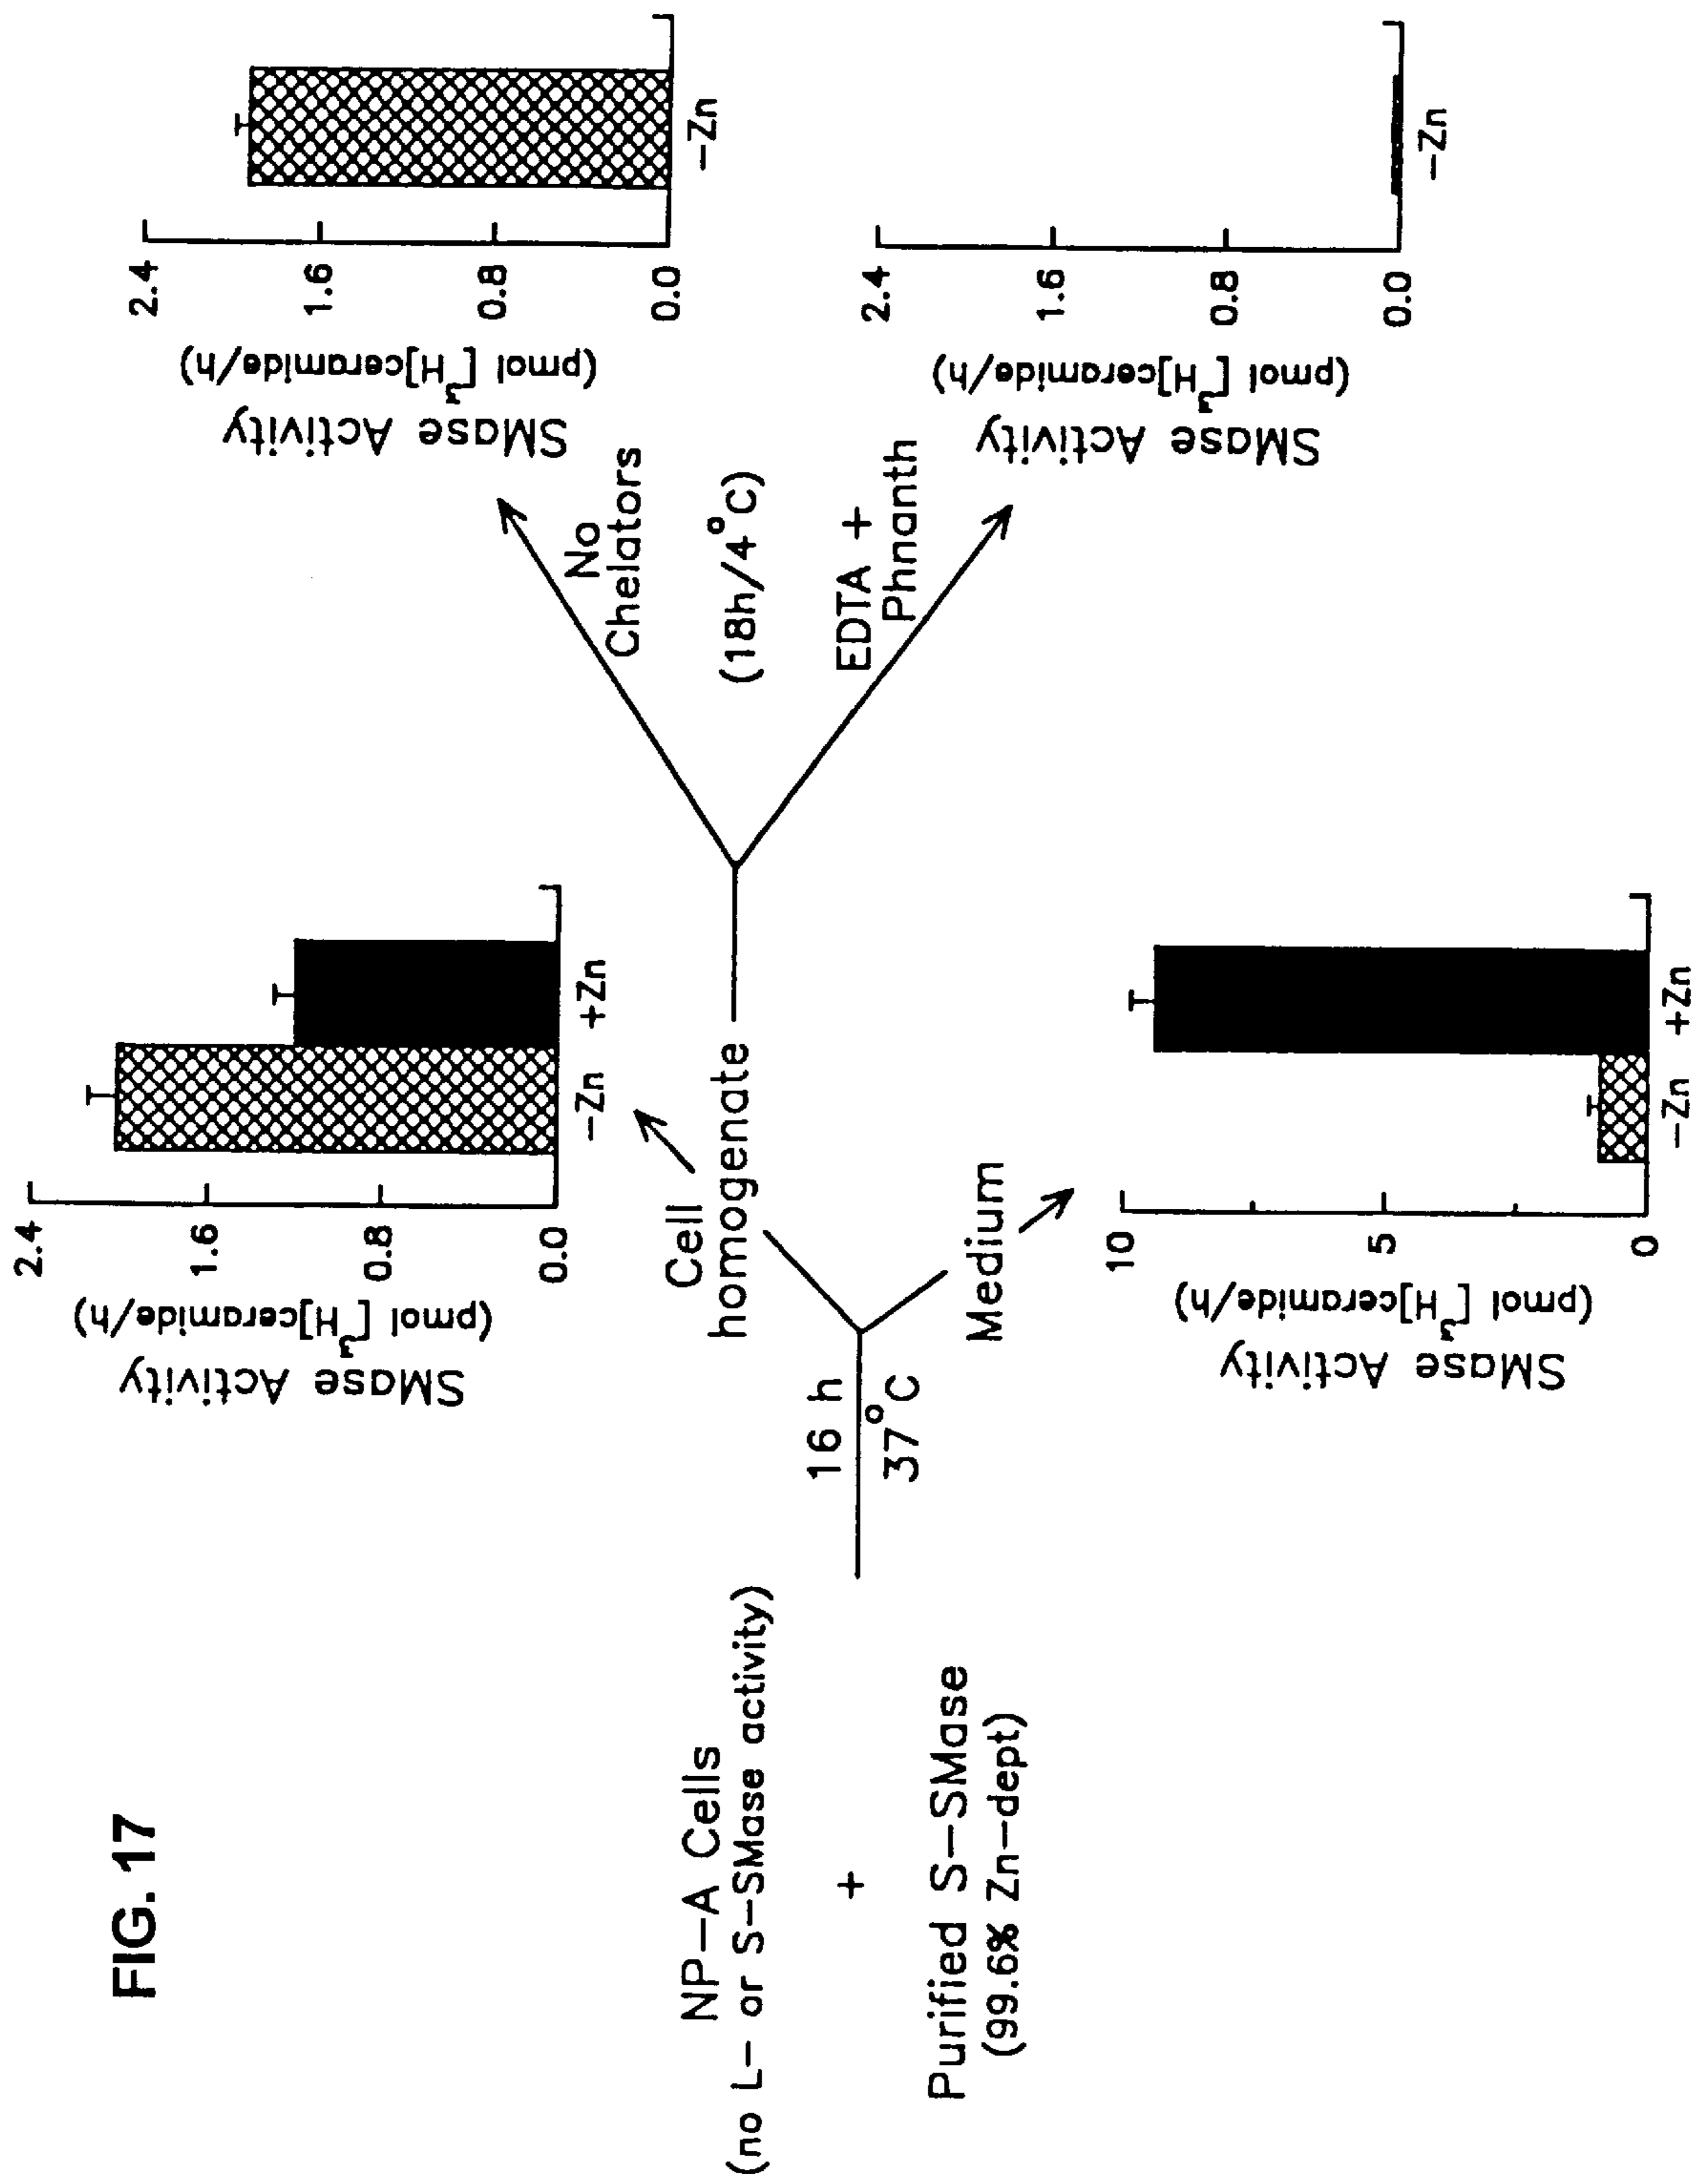 FIG. 17
NP-A Cells
(no L- or S-SMase activity)
+
Purified S-SMase
(99.6% Zn-dept)
16 h
37°C
Cell
homogenate
Medium
SMase Activity
(pmol [3H]ceramide/h)
2.4
1.6
0.8
0.0
-Zn
+Zn
SMase Activity
(pmol [3H]ceramide/h)
10
5
0
-Zn
+Zn
No
Chelators
(18h/4°C)
EDTA +
Phnanth
SMase Activity
(pmol [3H]ceramide/h)
2.4
1.6
0.8
0.0
-Zn
SMase Activity
(pmol [3H]ceramide/h)
2.4
1.6
0.8
0.0
-Zn